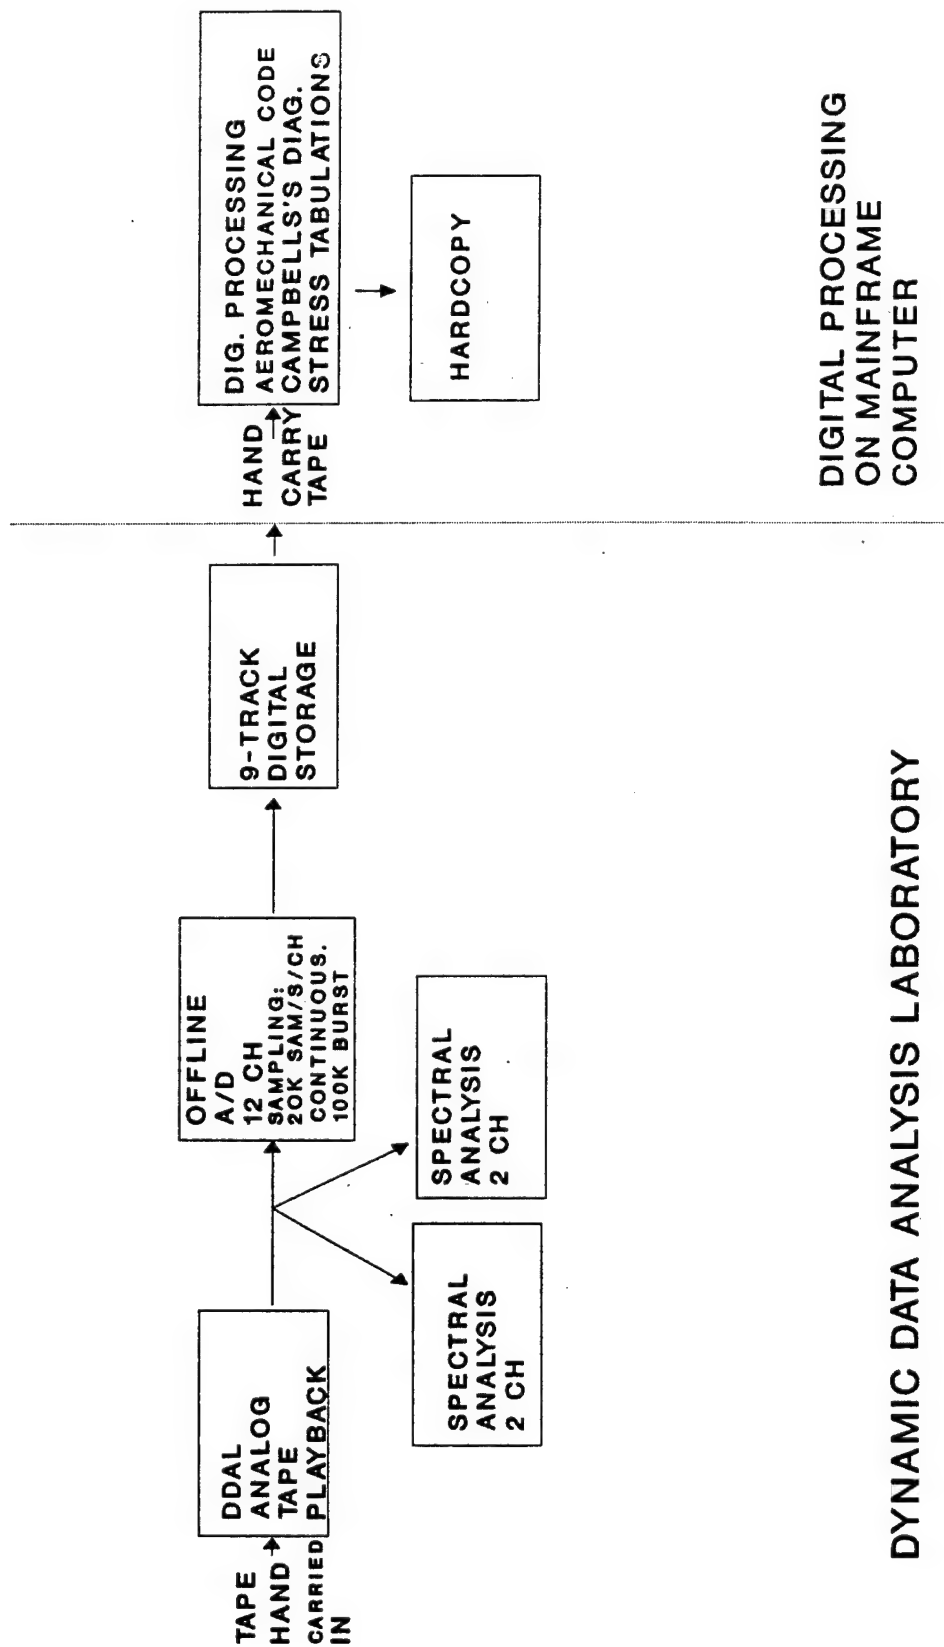 TAPE
HAND
CARRIED
IN
DDAL
ANALOG
TAPE
PLAYBACK
SPECTRAL
ANALYSIS
2 CH
SPECTRAL
ANALYSIS
2 CH
OFFLINE
A/D
12 CH
SAMPLING:
20K SAM/S/CH
CONTINUOUS.
100K BURST
9-TRACK
DIGITAL
STORAGE
HAND
CARRY
TAPE
DIG. PROCESSING
AEROMECHANICAL CODE
CAMPBELLS'S DIAG.
STRESS TABULATIONS
HARDCOPY
DYNAMIC DATA ANALYSIS LABORATORY
DIGITAL PROCESSING
ON MAINFRAME
COMPUTER